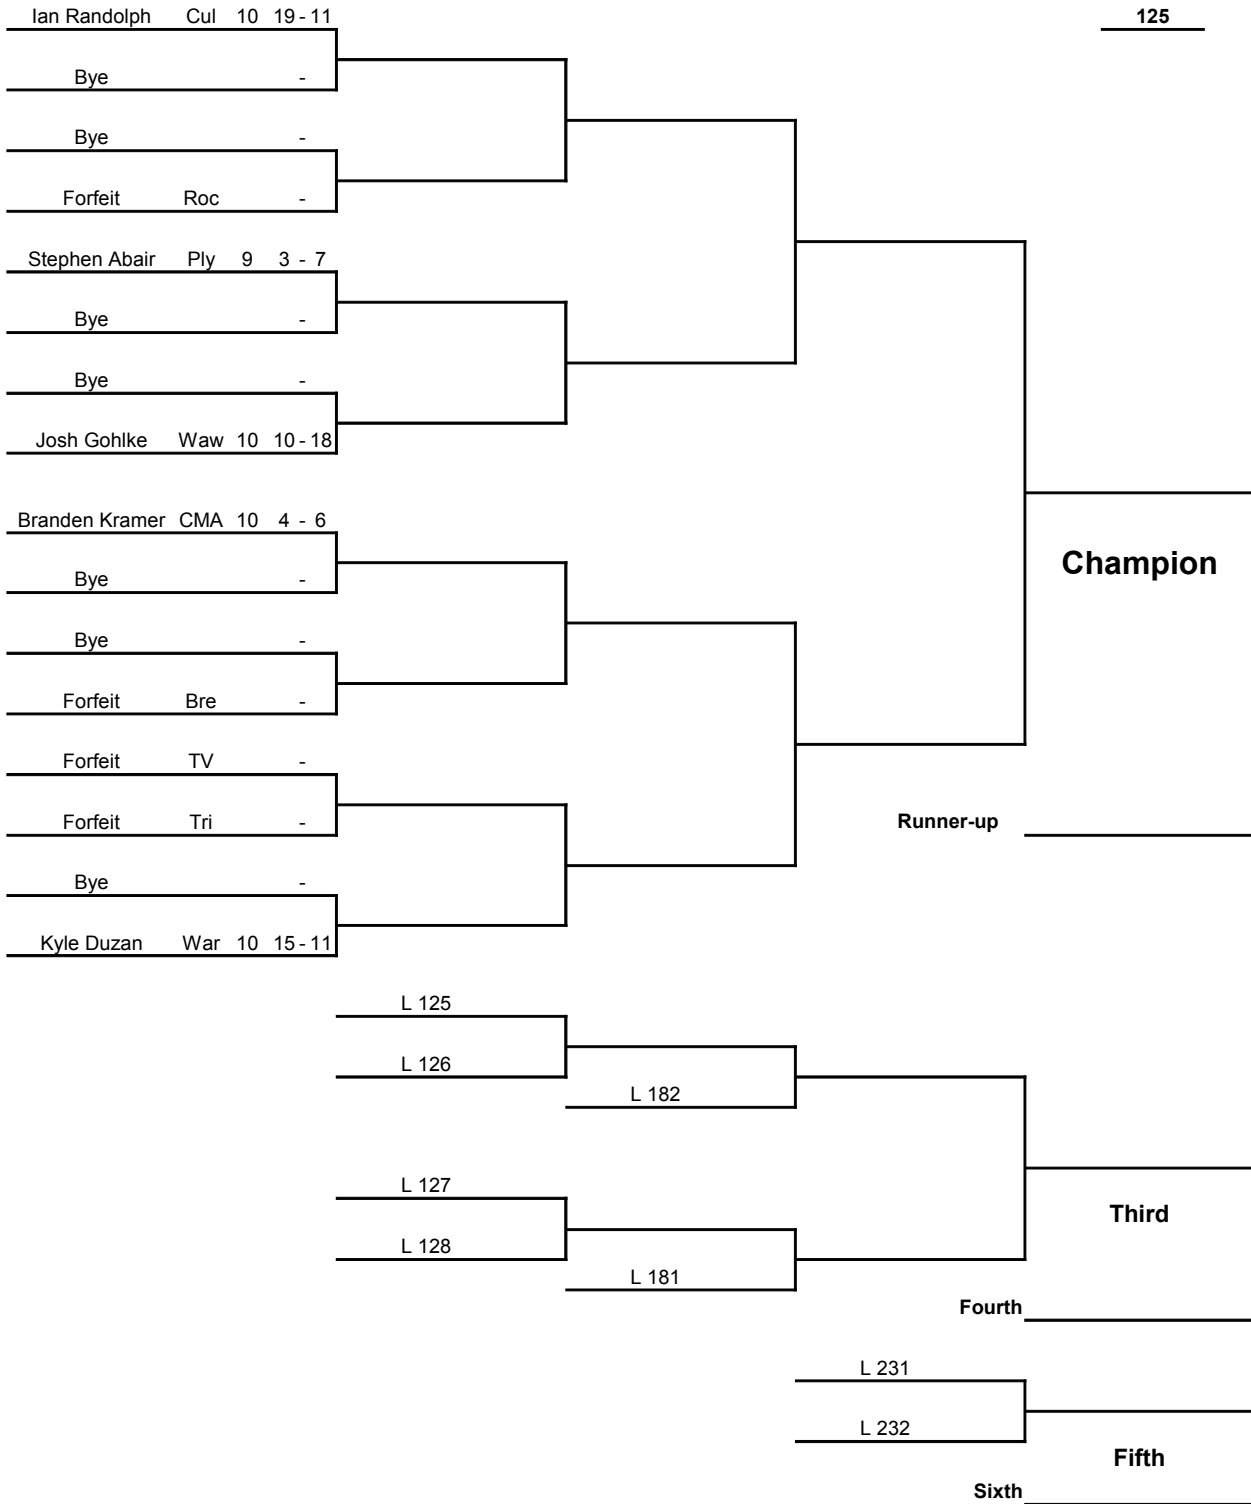 Ian Randolph Cul 10 19 - 11
125
Bye -
Bye -
Forfeit Roc -
Stephen Abair Ply 9 3 - 7
Bye -
Bye -
Josh Gohlke Waw 10 10 - 18
Branden Kramer CMA 10 4 - 6
Champion
Bye -
Bye -
Forfeit Bre -
Forfeit TV -
Forfeit Tri -
Runner-up
Bye -
Kyle Duzan War 10 15 - 11
L 125
L 126
L 182
L 127
Third
L 128
L 181
Fourth
L 231
L 232
Fifth
Sixth